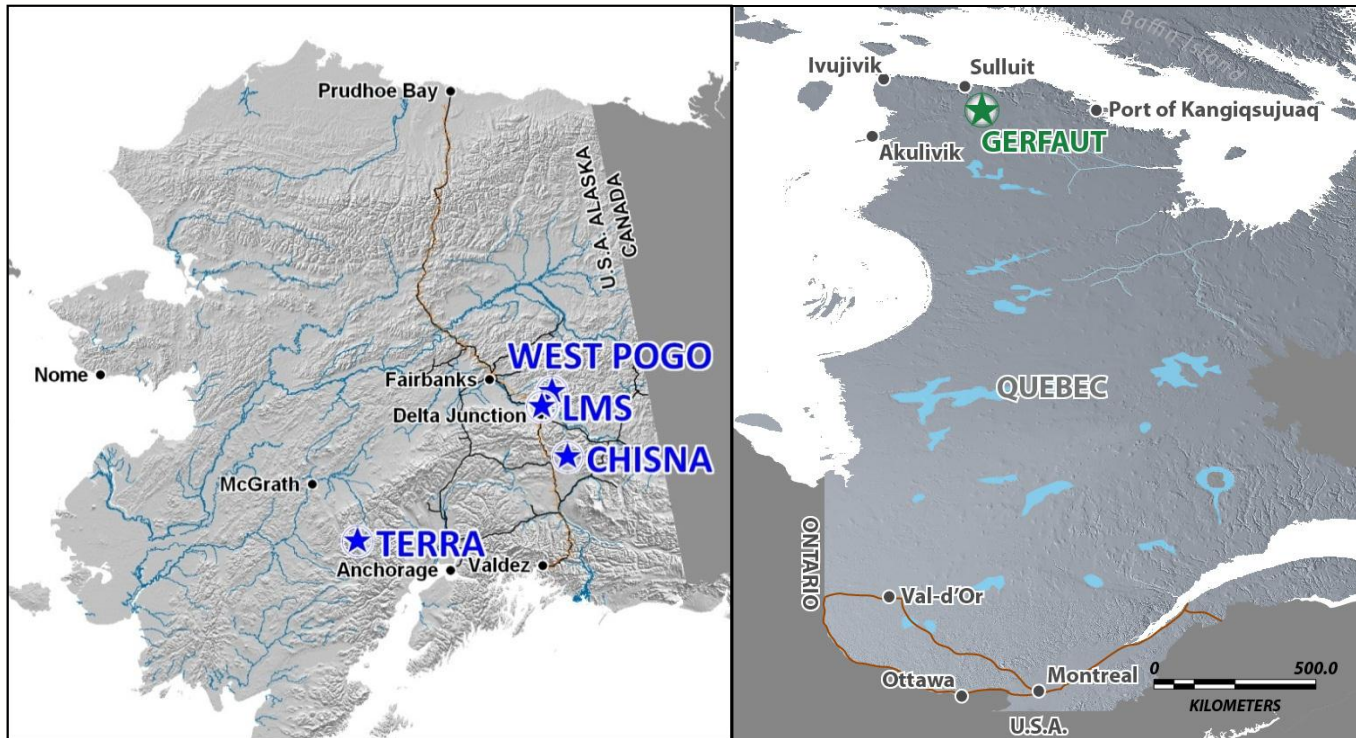 Prudhoe Bay
U.S.A. ALASKA
CANADA
WEST POGO
Nome
Fairbanks
Delta Junction
LMS
CHISNA
McGrath
TERRA
Anchorage
Valdez
Baffin Island
Ivujivik
Sulluit
Port of Kangiqsujuaq
GERFAUT
Akulivik
QUEBEC
ONTARIO
Val-d'Or
Ottawa
Montreal
0
500.0
KILOMETERS
U.S.A.